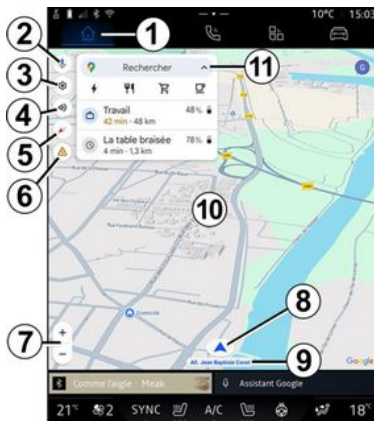 10°C 15:03
1
2
3
4
5
6
7
8
9
10
11
Rechercher
G
Travail
48%
42 min · 48 km
La table braisée
78%
4 min · 1,3 km
Domicile
+
−
All. Jean Baptiste Corot
Google
Comme l'aigle - Meak
Assistant Google
21°c 2 SYNC A/C 18°c